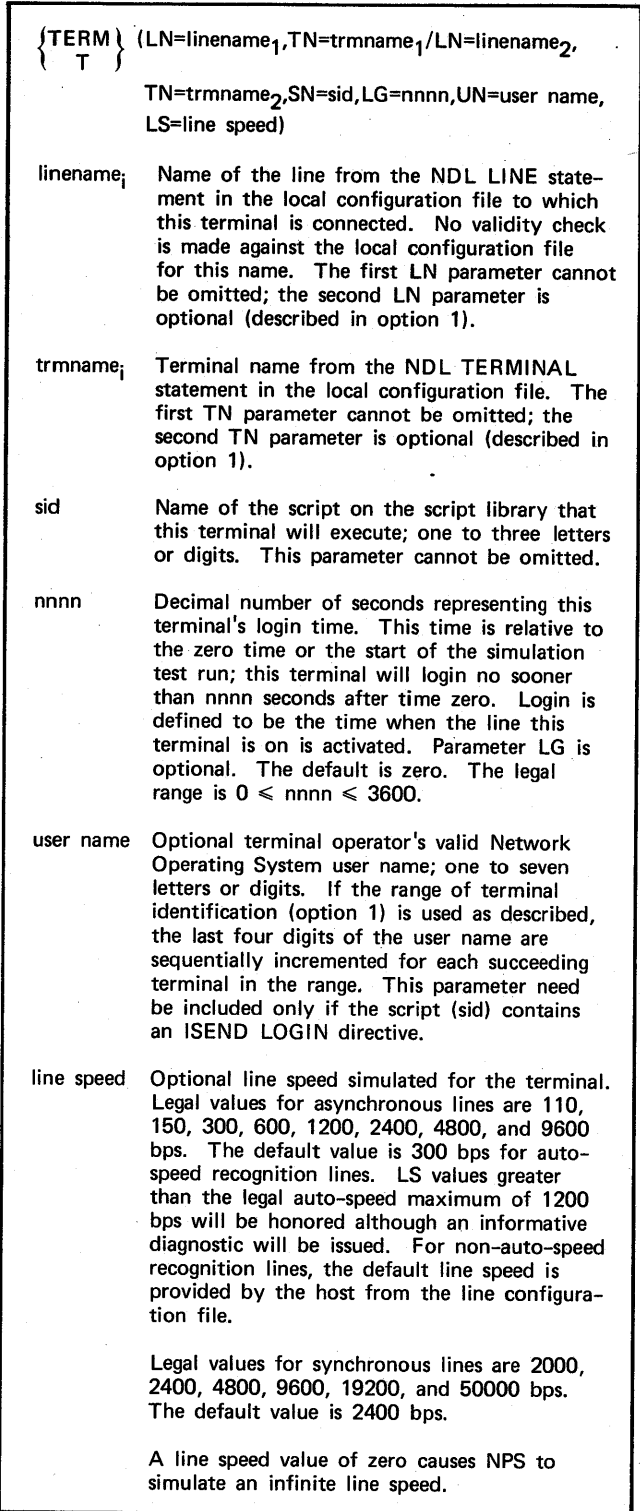 {TERM} (LN=linename1,TN=trmname1/LN=linename2,
{T}
TN=trmname2,SN=sid,LG=nnnn,UN=user name,
LS=line speed)
linenamei Name of the line from the NDL LINE state-
ment in the local configuration file to which
this terminal is connected. No validity check
is made against the local configuration file
for this name. The first LN parameter cannot
be omitted; the second LN parameter is
optional (described in option 1).
trmnamei Terminal name from the NDL TERMINAL
statement in the local configuration file. The
first TN parameter cannot be omitted; the
second TN parameter is optional (described in
option 1).
sid Name of the script on the script library that
this terminal will execute; one to three letters
or digits. This parameter cannot be omitted.
nnnn Decimal number of seconds representing this
terminal's login time. This time is relative to
the zero time or the start of the simulation
test run; this terminal will login no sooner
than nnnn seconds after time zero. Login is
defined to be the time when the line this
terminal is on is activated. Parameter LG is
optional. The default is zero. The legal
range is 0 ⩽ nnnn ⩽ 3600.
user name Optional terminal operator's valid Network
Operating System user name; one to seven
letters or digits. If the range of terminal
identification (option 1) is used as described,
the last four digits of the user name are
sequentially incremented for each succeeding
terminal in the range. This parameter need
be included only if the script (sid) contains
an ISEND LOGIN directive.
line speed Optional line speed simulated for the terminal.
Legal values for asynchronous lines are 110,
150, 300, 600, 1200, 2400, 4800, and 9600
bps. The default value is 300 bps for auto-
speed recognition lines. LS values greater
than the legal auto-speed maximum of 1200
bps will be honored although an informative
diagnostic will be issued. For non-auto-speed
recognition lines, the default line speed is
provided by the host from the line configura-
tion file.
Legal values for synchronous lines are 2000,
2400, 4800, 9600, 19200, and 50000 bps.
The default value is 2400 bps.
A line speed value of zero causes NPS to
simulate an infinite line speed.